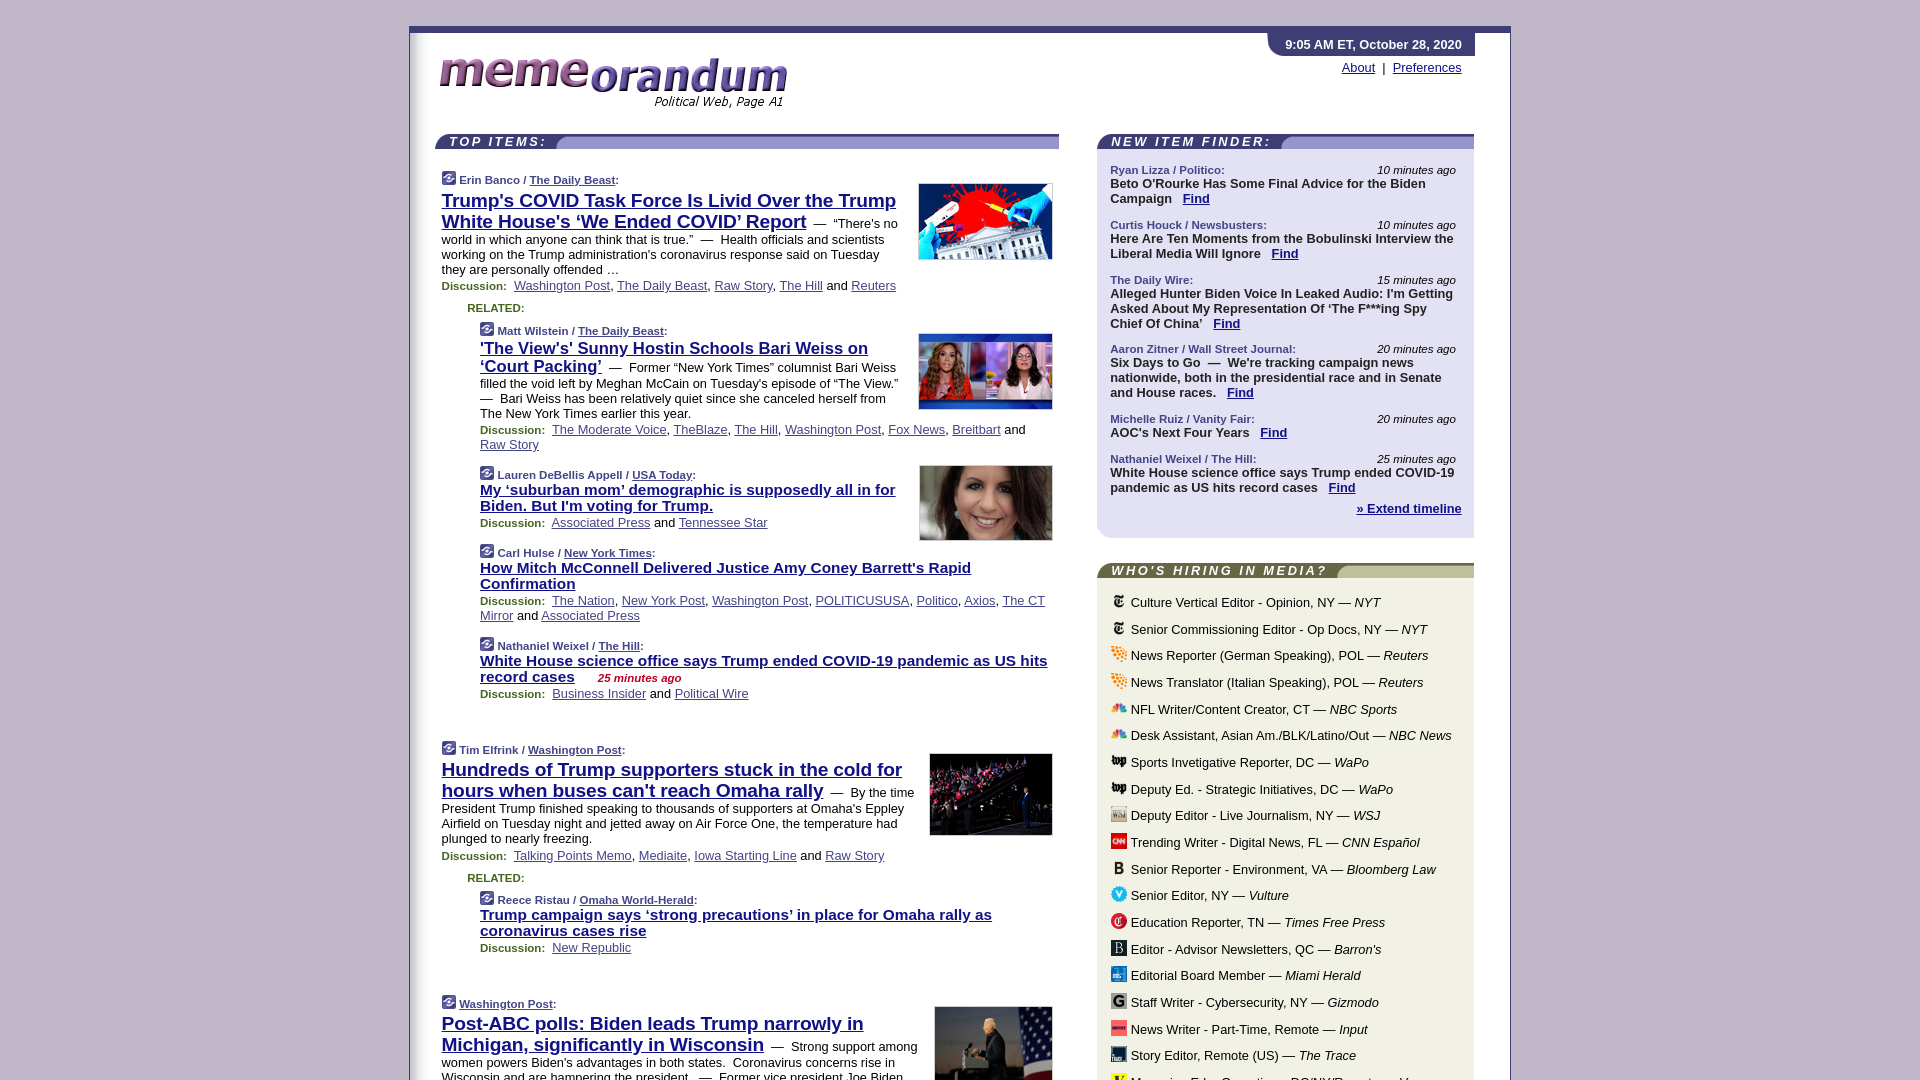 memeorandum
Political Web, Page A1
9:05 AM ET, October 28, 2020
About | Preferences
TOP ITEMS:
Erin Banco / The Daily Beast:
Trump's COVID Task Force Is Livid Over the Trump
White House's ‘We Ended COVID’ Report — “There's no
world in which anyone can think that is true.” — Health officials and scientists
working on the Trump administration's coronavirus response said on Tuesday
they are personally offended …
Discussion: Washington Post, The Daily Beast, Raw Story, The Hill and Reuters
RELATED:
Matt Wilstein / The Daily Beast:
'The View's' Sunny Hostin Schools Bari Weiss on
‘Court Packing’ — Former “New York Times” columnist Bari Weiss
filled the void left by Meghan McCain on Tuesday's episode of “The View.”
— Bari Weiss has been relatively quiet since she canceled herself from
The New York Times earlier this year.
Discussion: The Moderate Voice, TheBlaze, The Hill, Washington Post, Fox News, Breitbart and
Raw Story
Lauren DeBellis Appell / USA Today:
My ‘suburban mom’ demographic is supposedly all in for
Biden. But I'm voting for Trump.
Discussion: Associated Press and Tennessee Star
Carl Hulse / New York Times:
How Mitch McConnell Delivered Justice Amy Coney Barrett's Rapid
Confirmation
Discussion: The Nation, New York Post, Washington Post, POLITICUSUSA, Politico, Axios, The CT
Mirror and Associated Press
Nathaniel Weixel / The Hill:
White House science office says Trump ended COVID-19 pandemic as US hits
record cases 25 minutes ago
Discussion: Business Insider and Political Wire
Tim Elfrink / Washington Post:
Hundreds of Trump supporters stuck in the cold for
hours when buses can't reach Omaha rally — By the time
President Trump finished speaking to thousands of supporters at Omaha's Eppley
Airfield on Tuesday night and jetted away on Air Force One, the temperature had
plunged to nearly freezing.
Discussion: Talking Points Memo, Mediaite, Iowa Starting Line and Raw Story
RELATED:
Reece Ristau / Omaha World-Herald:
Trump campaign says ‘strong precautions’ in place for Omaha rally as
coronavirus cases rise
Discussion: New Republic
Washington Post:
Post-ABC polls: Biden leads Trump narrowly in
Michigan, significantly in Wisconsin — Strong support among
women powers Biden's advantages in both states. Coronavirus concerns rise in
Wisconsin and are hampering the president. — Former vice president Joe Biden
NEW ITEM FINDER:
Ryan Lizza / Politico: 10 minutes ago
Beto O'Rourke Has Some Final Advice for the Biden
Campaign Find
Curtis Houck / Newsbusters: 10 minutes ago
Here Are Ten Moments from the Bobulinski Interview the
Liberal Media Will Ignore Find
The Daily Wire: 15 minutes ago
Alleged Hunter Biden Voice In Leaked Audio: I'm Getting
Asked About My Representation Of ‘The F***ing Spy
Chief Of China’ Find
Aaron Zitner / Wall Street Journal: 20 minutes ago
Six Days to Go — We're tracking campaign news
nationwide, both in the presidential race and in Senate
and House races. Find
Michelle Ruiz / Vanity Fair: 20 minutes ago
AOC's Next Four Years Find
Nathaniel Weixel / The Hill: 25 minutes ago
White House science office says Trump ended COVID-19
pandemic as US hits record cases Find
» Extend timeline
WHO'S HIRING IN MEDIA?
Culture Vertical Editor - Opinion, NY — NYT
Senior Commissioning Editor - Op Docs, NY — NYT
News Reporter (German Speaking), POL — Reuters
News Translator (Italian Speaking), POL — Reuters
NFL Writer/Content Creator, CT — NBC Sports
Desk Assistant, Asian Am./BLK/Latino/Out — NBC News
Sports Invetigative Reporter, DC — WaPo
Deputy Ed. - Strategic Initiatives, DC — WaPo
Deputy Editor - Live Journalism, NY — WSJ
Trending Writer - Digital News, FL — CNN Español
Senior Reporter - Environment, VA — Bloomberg Law
Senior Editor, NY — Vulture
Education Reporter, TN — Times Free Press
Editor - Advisor Newsletters, QC — Barron's
Editorial Board Member — Miami Herald
Staff Writer - Cybersecurity, NY — Gizmodo
News Writer - Part-Time, Remote — Input
Story Editor, Remote (US) — The Trace